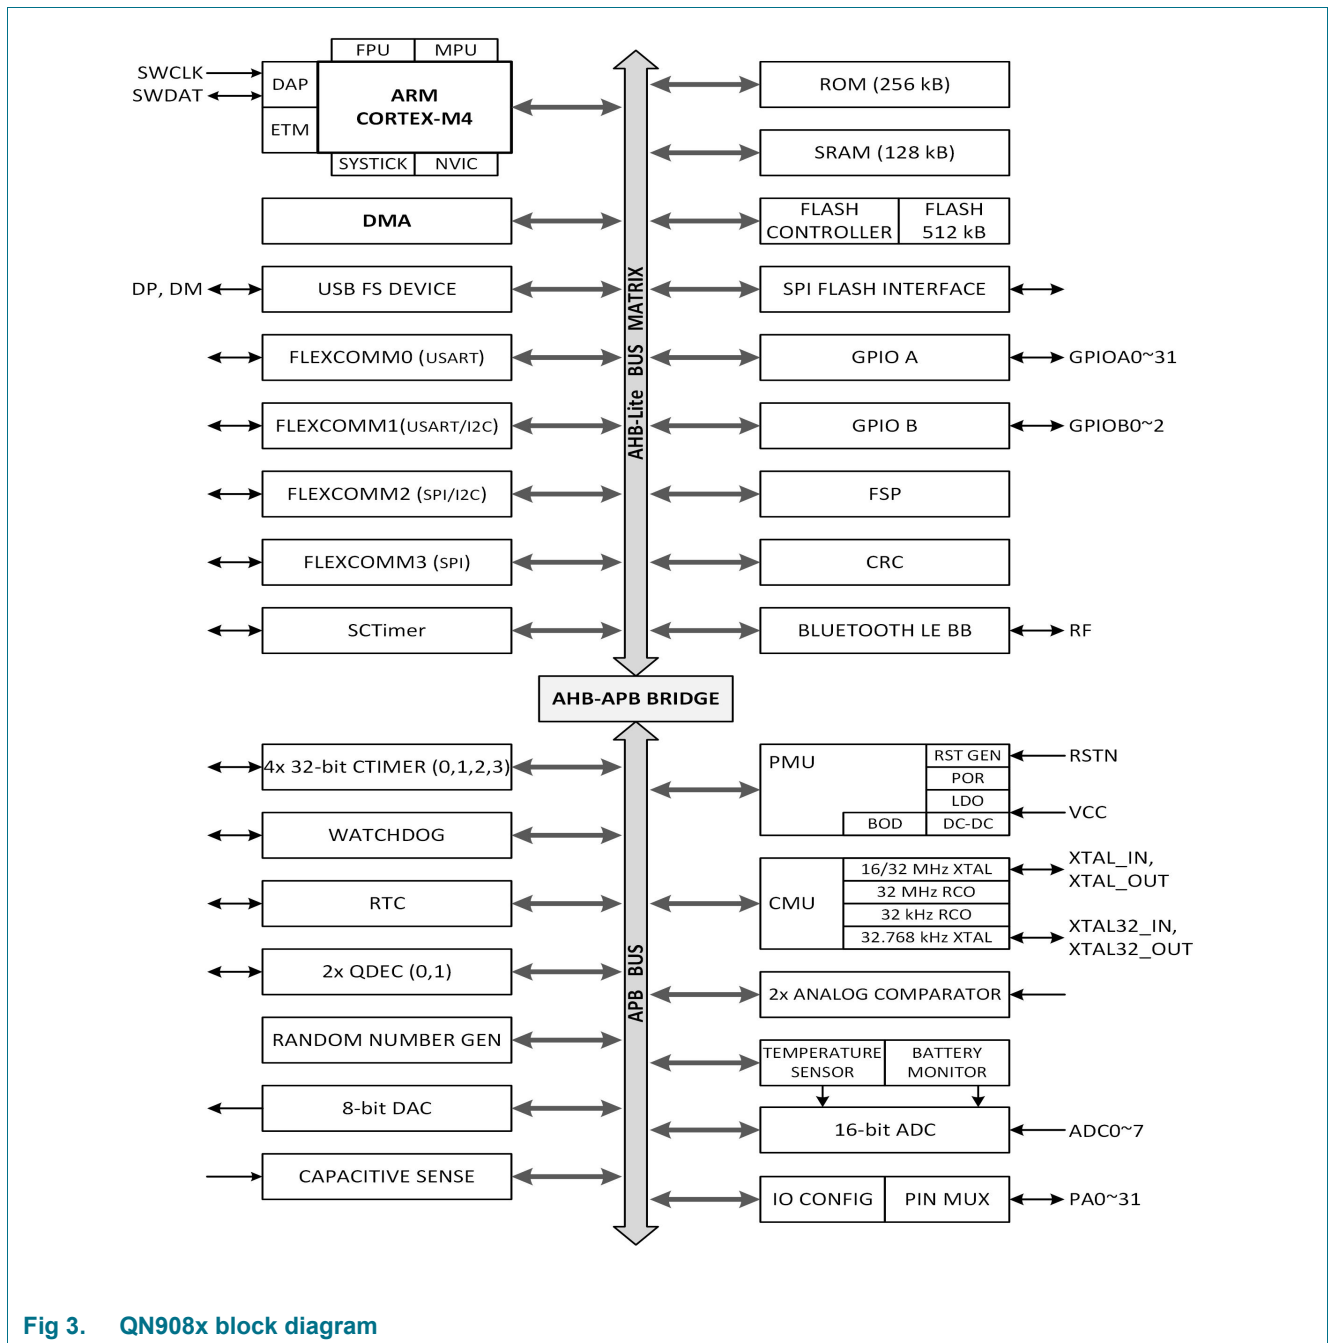 FPU MPU
SWCLK
SWDAT
DAP
ETM
ARM
CORTEX-M4
SYSTICK NVIC
DMA
DP, DM
USB FS DEVICE
FLEXCOMM0 (USART)
FLEXCOMM1(USART/I2C)
FLEXCOMM2 (SPI/I2C)
FLEXCOMM3 (SPI)
SCTimer
AHB-Lite BUS MATRIX
ROM (256 kB)
SRAM (128 kB)
FLASH
CONTROLLER
FLASH
512 kB
SPI FLASH INTERFACE
GPIO A
GPIOA0~31
GPIO B
GPIOB0~2
FSP
CRC
BLUETOOTH LE BB
RF
AHB-APB BRIDGE
4x 32-bit CTIMER (0,1,2,3)
WATCHDOG
RTC
2x QDEC (0,1)
RANDOM NUMBER GEN
8-bit DAC
CAPACITIVE SENSE
APB BUS
PMU
RST GEN
RSTN
POR
LDO
VCC
BOD
DC-DC
CMU
16/32 MHz XTAL
32 MHz RCO
32 kHz RCO
32.768 kHz XTAL
XTAL_IN,
XTAL_OUT
XTAL32_IN,
XTAL32_OUT
2x ANALOG COMPARATOR
TEMPERATURE
SENSOR
BATTERY
MONITOR
16-bit ADC
ADC0~7
IO CONFIG
PIN MUX
PA0~31
Fig 3. QN908x block diagram